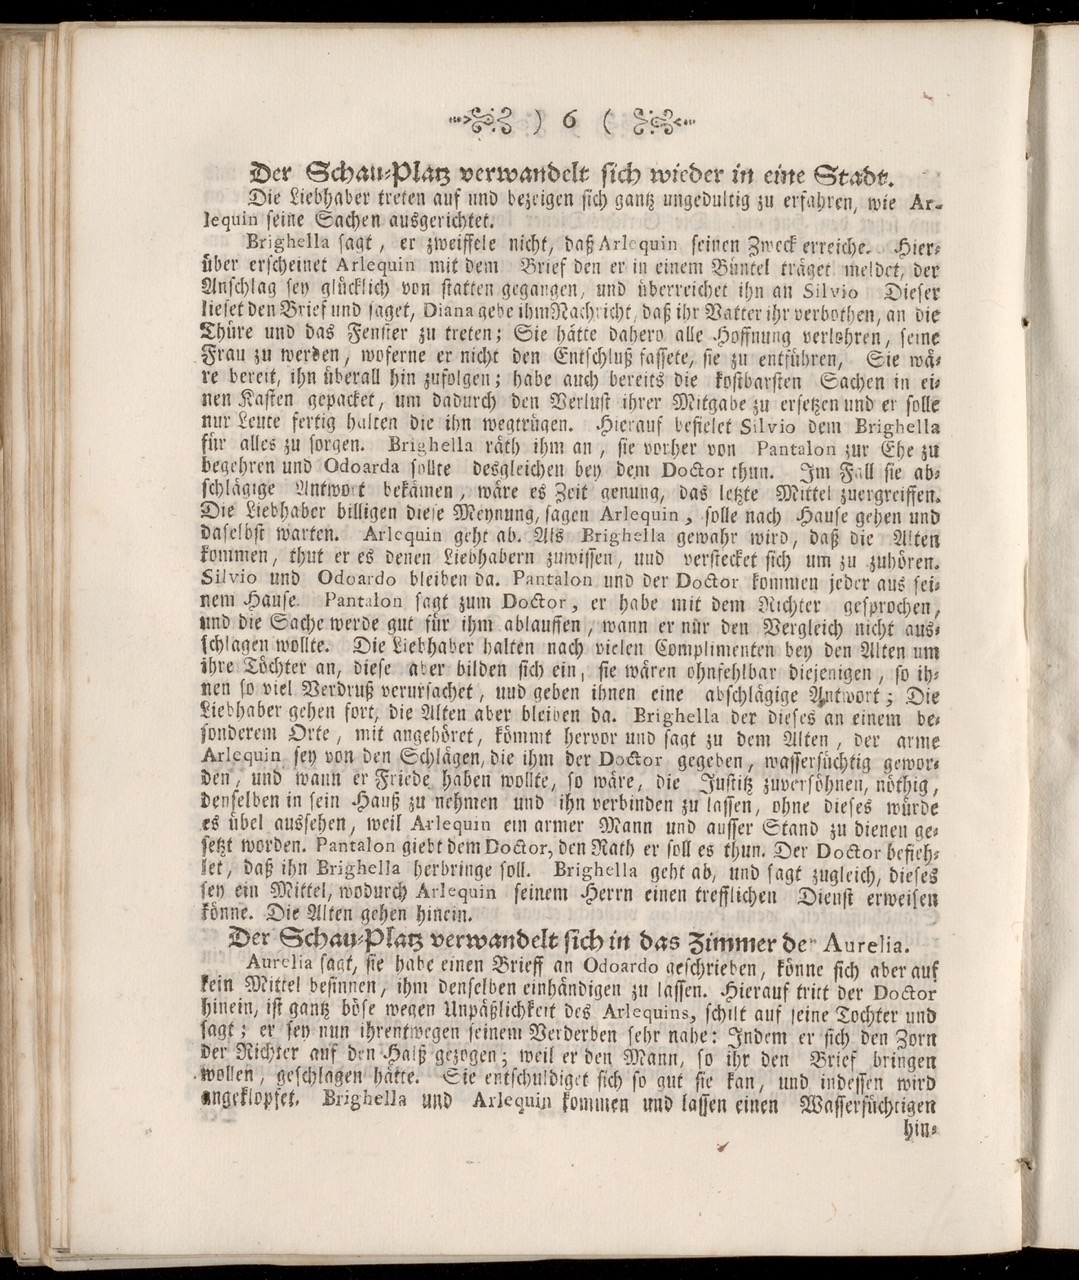 ) 6 (
Der Schau-Platz verwandelt sich wieder in eine Stadt.
Die Liebhaber treten auf und bezeigen sich gantz ungedultig zu erfahren, wie Ar-
lequin seine Sachen ausgerichtet.
Brighella sagt, er zweiffele nicht, daß Arlequin seinen Zweck erreiche. Hier-
über erscheinet Arlequin mit dem Brief den er in einem Büntel träget meldet, der
Anschlag sey glücklich von statten gegangen, und überreichet ihn an Silvio Dieser
lieset den Brief und saget, Diana gebe ihm Nachricht, daß ihr Vatter ihr verbothen, an die
Thüre und das Fenster zu treten; Sie hätte dahero alle Hoffnung verlohren, seine
Frau zu werden, woferne er nicht den Entschluß fassete, sie zu entführen, Sie wä-
re bereit, ihn überall hin zufolgen; habe auch bereits die kostbarsten Sachen in ei-
nen Kasten gepacket, um dadurch den Verlust ihrer Mitgabe zu ersetzen und er solle
nur Leute fertig halten die ihn wegtrügen. Hierauf befielet Silvio dem Brighella
für alles zu sorgen. Brighella räth ihm an, sie vorher von Pantalon zur Ehe zu
begehren und Odoarda sollte desgleichen bey dem Doctor thun. Im Fall sie ab-
schlägige Antwort bekämen, wäre es Zeit genung, das letzte Mittel zuergreiffen.
Die Liebhaber billigen diese Meynung, sagen Arlequin, solle nach Hause gehen und
daselbst warten. Arlequin geht ab. Als Brighella gewahr wird, daß die Alten
kommen, thut er es denen Liebhabern zuwissen, und verstecket sich um zu zuhören.
Silvio und Odoardo bleiben da. Pantalon und der Doctor kommen jeder aus sei-
nem Hause. Pantalon sagt zum Doctor, er habe mit dem Richter gesprochen,
und die Sache werde gut für ihm ablauffen, wann er nur den Vergleich nicht aus-
schlagen wollte. Die Liebhaber halten nach vielen Complimenten bey den Alten um
ihre Töchter an, diese aber bilden sich ein, sie wären ohnfehlbar diejenigen, so ih-
nen so viel Verdruß verursachet, und geben ihnen eine abschlägige Antwort; Die
Liebhaber gehen fort, die Alten aber bleiben da. Brighella der dieses an einem be-
sonderem Orte, mit angehöret, kömmt hervor und sagt zu dem Alten, der arme
Arlequin sey von den Schlägen, die ihm der Doctor gegeben, wassersüchtig gewor-
den, und wann er Friede haben wollte, so wäre, die Justitz zuversöhnen, nöthig,
denselben in sein Hauß zu nehmen und ihn verbinden zu lassen, ohne dieses würde
es übel aussehen, weil Arlequin ein armer Mann und ausser Stand zu dienen ge-
setzt worden. Pantalon giebt dem Doctor, den Rath er soll es thun. Der Doctor befieh-
let, daß ihn Brighella herbringe soll. Brighella geht ab, und sagt zugleich, dieses
sey ein Mittel, wodurch Arlequin seinem Herrn einen trefflichen Dienst erweisen
könne. Die Alten gehen hinein.
Der Schau-Platz verwandelt sich in das Zimmer der Aurelia.
Aurelia sagt, sie habe einen Brieff an Odoardo geschrieben, könne sich aber auf
kein Mittel besinnen, ihm denselben einhändigen zu lassen. Hierauf tritt der Doctor
hinein, ist gantz böse wegen Unpäßlichkeit des Arlequins, schilt auf seine Tochter und
sagt; er sey nun ihrentwegen seinem Verderben sehr nahe: Indem er sich den Zorn
der Richter auf den Halß gezogen; weil er den Mann, so ihr den Brief bringen
wollen, geschlagen hätte. Sie entschuldiget sich so gut sie kan, und indessen wird
angeklopfet. Brighella und Arlequin kommen und lassen einen Wassersüchtigen
hin-